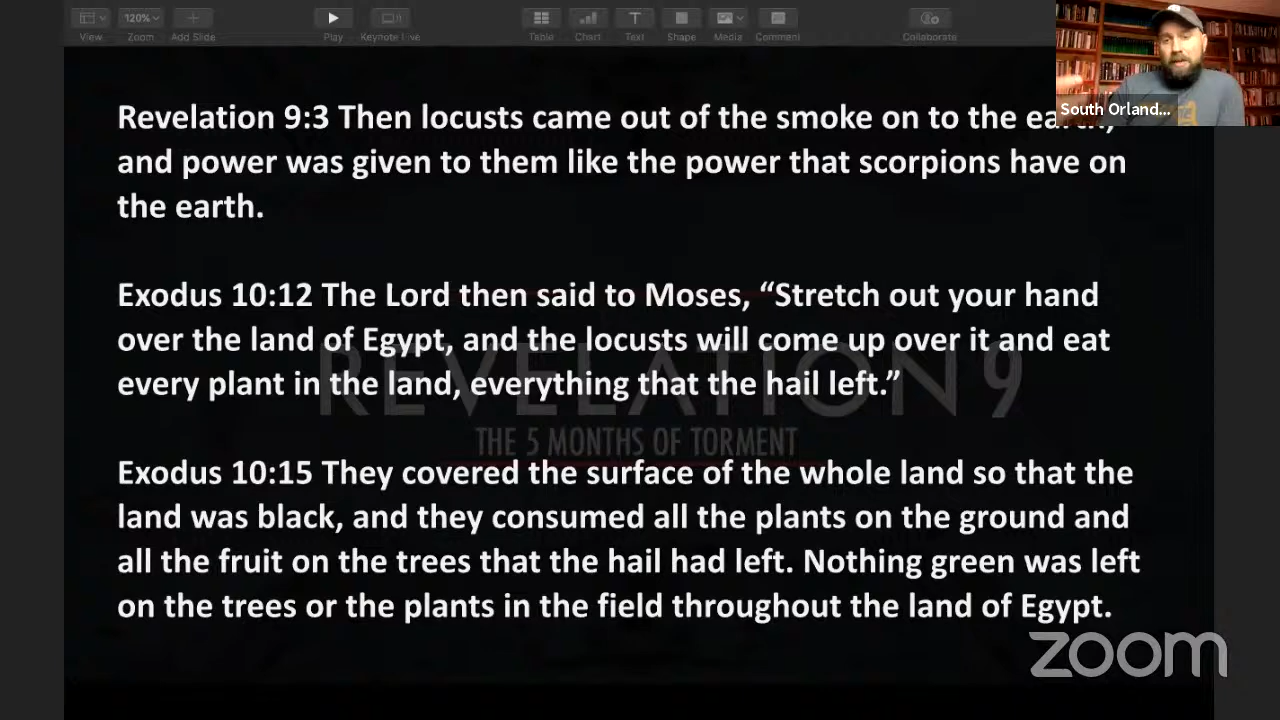 120%
View
Zoom
Add Slide
Play
Keynote Live
Table
Chart
Text
Shape
Media
Comment
Collaborate
South Orland...
Revelation 9:3 Then locusts came out of the smoke on to the earth,
and power was given to them like the power that scorpions have on
the earth.
Exodus 10:12 The Lord then said to Moses, “Stretch out your hand
over the land of Egypt, and the locusts will come up over it and eat
every plant in the land, everything that the hail left.”
REVELATION 9
THE 5 MONTHS OF TORMENT
Exodus 10:15 They covered the surface of the whole land so that the
land was black, and they consumed all the plants on the ground and
all the fruit on the trees that the hail had left. Nothing green was left
on the trees or the plants in the field throughout the land of Egypt.
zoom